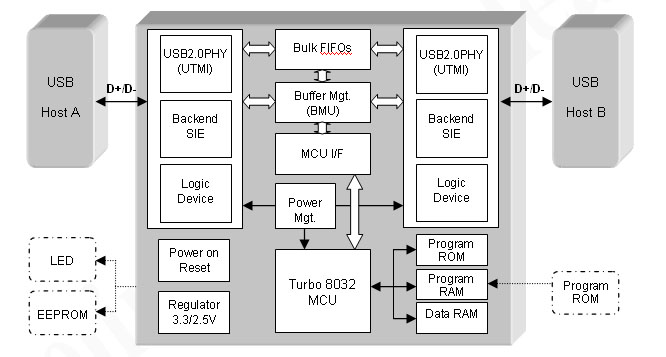 USB
Host A
D+/D-
USB2.0PHY
(UTMI)
Backend
SIE
Logic
Device
Bulk FIFOs
Buffer Mgt.
(BMU)
MCU I/F
Power
Mgt.
USB2.0PHY
(UTMI)
Backend
SIE
Logic
Device
D+/D-
USB
Host B
LED
EEPROM
Power on
Reset
Regulator
3.3/2.5V
Turbo 8032
MCU
Program
ROM
Program
RAM
Data RAM
Program
ROM